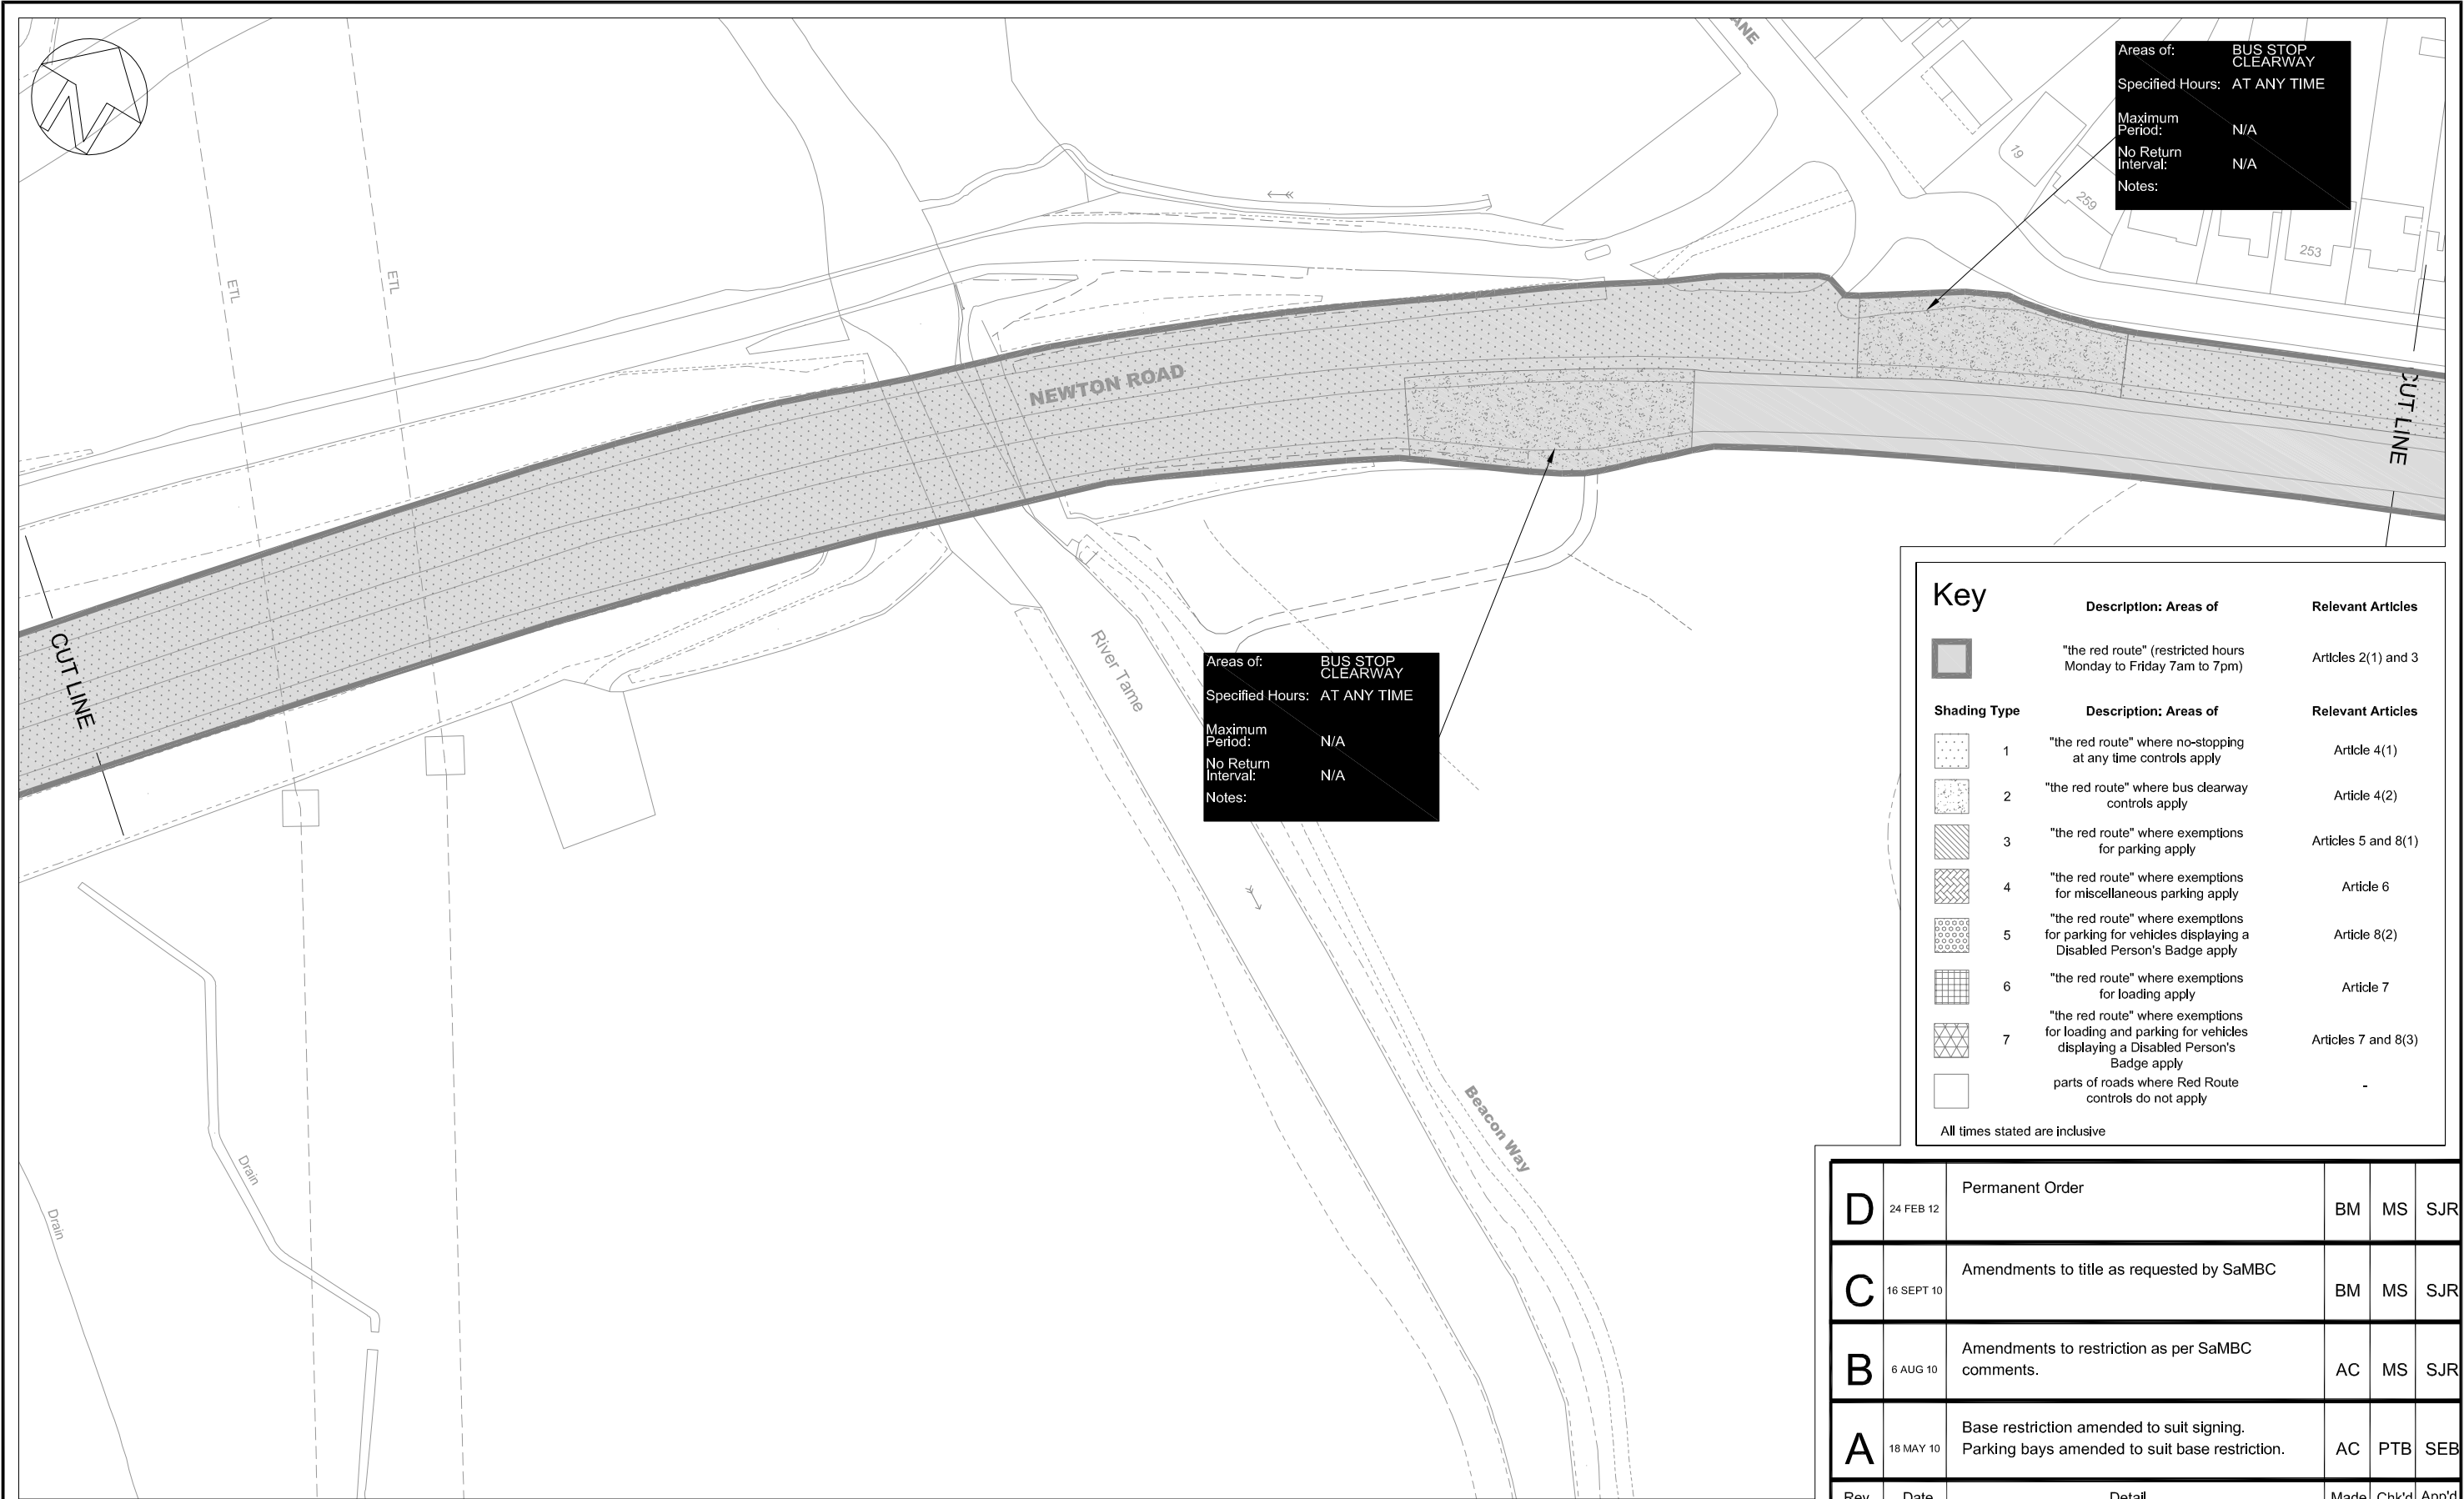 ANE
Areas of: BUS STOP
CLEARWAY
Specified Hours: AT ANY TIME
Maximum
Period: N/A
No Return
Interval: N/A
Notes:
19
259
253
ETL
ETL
NEWTON ROAD
CUT LINE
CUT LINE
River Tame
Areas of: BUS STOP
CLEARWAY
Specified Hours: AT ANY TIME
Maximum
Period: N/A
No Return
Interval: N/A
Notes:
Drain
Drain
Beacon Way
Key
Description: Areas of Relevant Articles
"the red route" (restricted hours
Monday to Friday 7am to 7pm) Articles 2(1) and 3
Shading Type Description: Areas of Relevant Articles
1 "the red route" where no-stopping
at any time controls apply Article 4(1)
2 "the red route" where bus clearway
controls apply Article 4(2)
3 "the red route" where exemptions
for parking apply Articles 5 and 8(1)
4 "the red route" where exemptions
for miscellaneous parking apply Article 6
5 "the red route" where exemptions
for parking for vehicles displaying a
Disabled Person's Badge apply Article 8(2)
6 "the red route" where exemptions
for loading apply Article 7
7 "the red route" where exemptions
for loading and parking for vehicles
displaying a Disabled Person's
Badge apply Articles 7 and 8(3)
parts of roads where Red Route
controls do not apply -
All times stated are inclusive
D 24 FEB 12 Permanent Order BM MS SJR
C 16 SEPT 10 Amendments to title as requested by SaMBC BM MS SJR
B 6 AUG 10 Amendments to restriction as per SaMBC
comments. AC MS SJR
A 18 MAY 10 Base restriction amended to suit signing.
Parking bays amended to suit base restriction. AC PTB SEB
Rev Date Detail Made Chk'd App'd